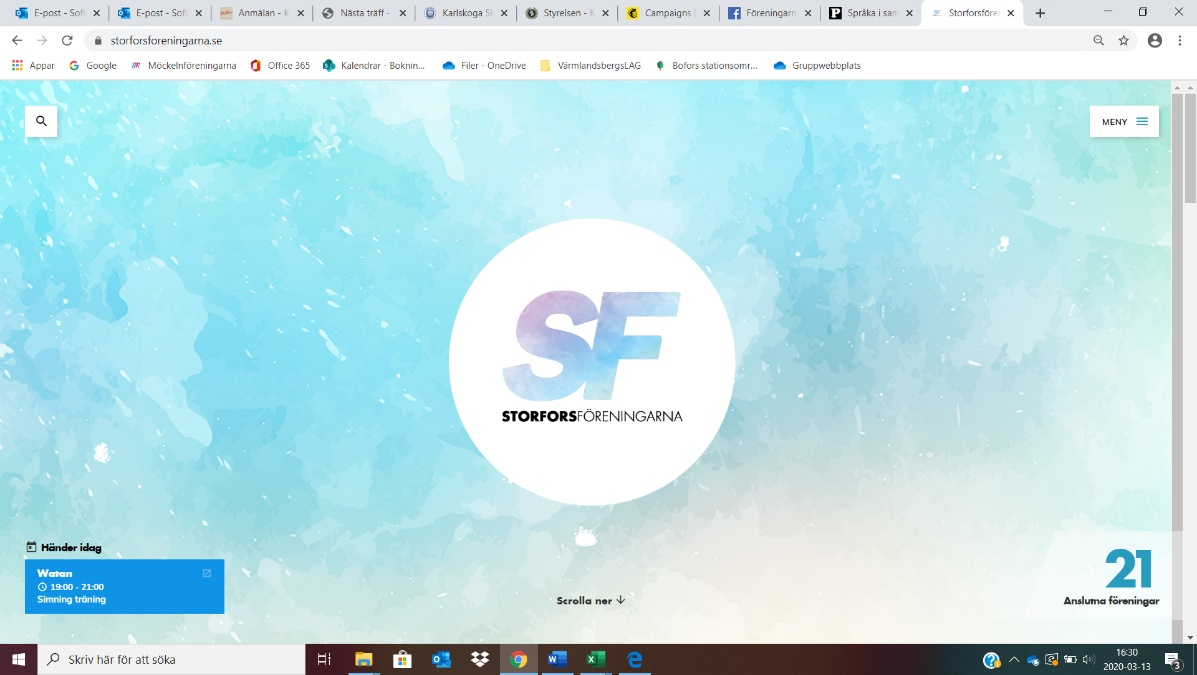 E-post - Sofi
E-post - Sofi
Anmälan - K
Nästa träff -
Karlskoga Sl
Styrelsen - K
Campaigns |
Föreningarn
Språka i sam
Storforsföre
storforsforeningarna.se
Appar
Google
Möckelnföreningarna
Office 365
Kalendrar - Boknin...
Filer - OneDrive
VärmlandsbergsLAG
Bofors stationsomr...
Gruppwebbplats
MENY
SF
STORFORSFÖRENINGARNA
Händer idag
Watan
19:00 - 21:00
Simning träning
Scrolla ner
21
Anslutna föreningar
Skriv här för att söka
16:30
2020-03-13
3